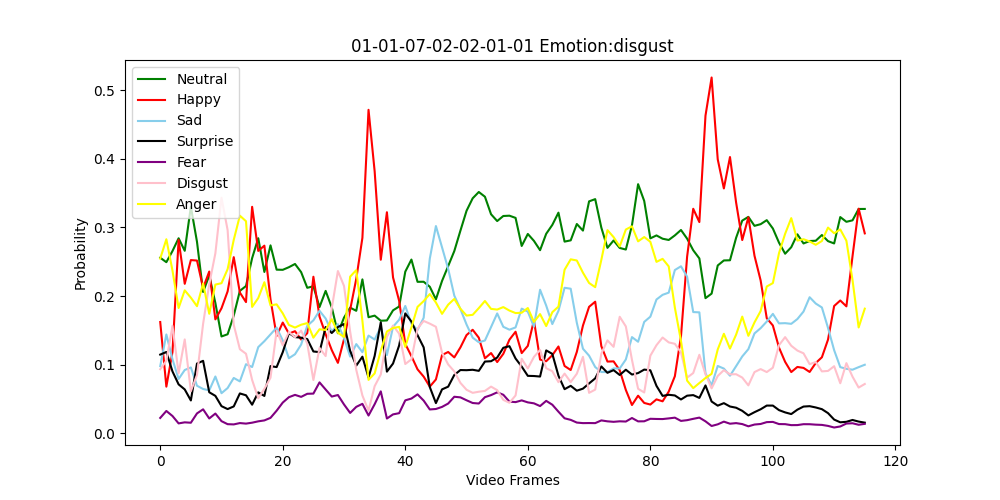 01-01-07-02-02-01-01 Emotion:disgust
Neutral
Happy
Sad
Surprise
Fear
Disgust
Anger
Probability
0.5
0.4
0.3
0.2
0.1
0.0
0 20 40 60 80 100 120
Video Frames